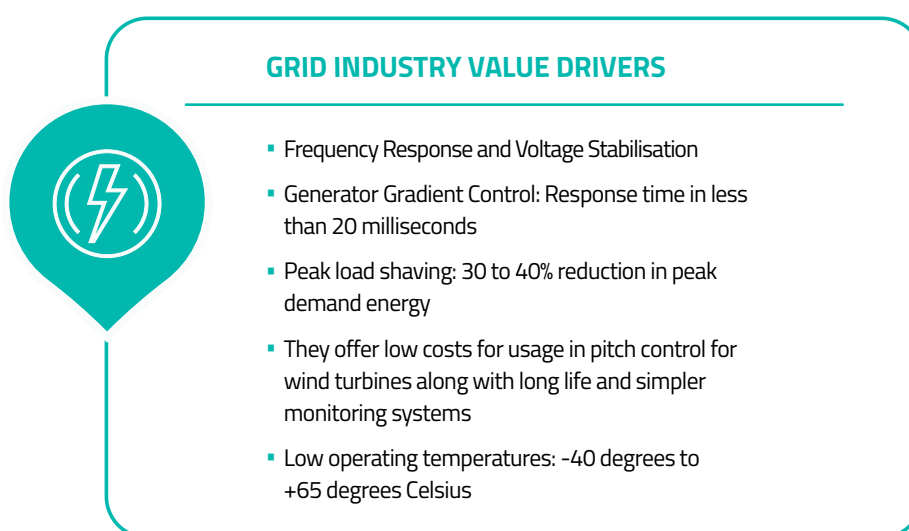 GRID INDUSTRY VALUE DRIVERS
▪ Frequency Response and Voltage Stabilisation
▪ Generator Gradient Control: Response time in less
than 20 milliseconds
▪ Peak load shaving: 30 to 40% reduction in peak
demand energy
▪ They offer low costs for usage in pitch control for
wind turbines along with long life and simpler
monitoring systems
▪ Low operating temperatures: -40 degrees to
+65 degrees Celsius